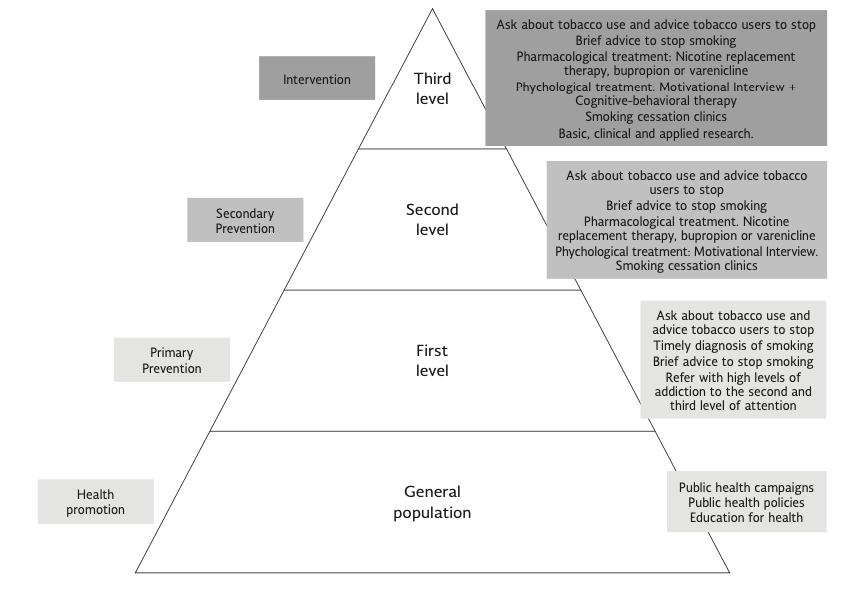 Intervention
Third
level
Ask about tobacco use and advice tobacco users to stop
Brief advice to stop smoking
Pharmacological treatment: Nicotine replacement
therapy, bupropion or varenicline
Phychological treatment. Motivational Interview +
Cognitive-behavioral therapy
Smoking cessation clinics
Basic, clinical and applied research.
Secondary
Prevention
Second
level
Ask about tobacco use and advice tobacco
users to stop
Brief advice to stop smoking
Pharmacological treatment. Nicotine
replacement therapy, bupropion or varenicline
Phychological treatment: Motivational Interview.
Smoking cessation clinics
Primary
Prevention
First
level
Ask about tobacco use and
advice tobacco users to stop
Timely diagnosis of smoking
Brief advice to stop smoking
Refer with high levels of
addiction to the second and
third level of attention
Health
promotion
General
population
Public health campaigns
Public health policies
Education for health